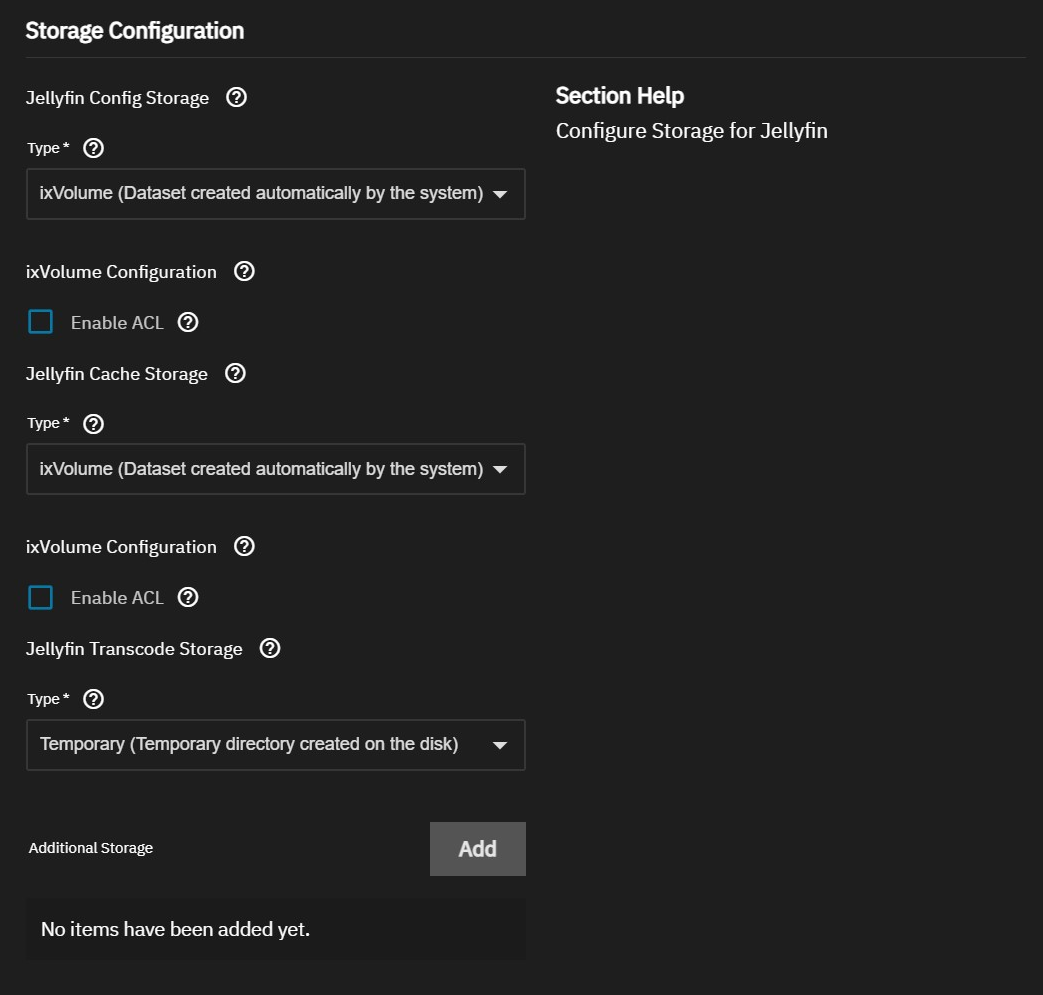 Storage Configuration
Jellyfin Config Storage
Type *
ixVolume (Dataset created automatically by the system)
ixVolume Configuration
Enable ACL
Jellyfin Cache Storage
Type *
ixVolume (Dataset created automatically by the system)
ixVolume Configuration
Enable ACL
Jellyfin Transcode Storage
Type *
Temporary (Temporary directory created on the disk)
Additional Storage
Add
No items have been added yet.
Section Help
Configure Storage for Jellyfin